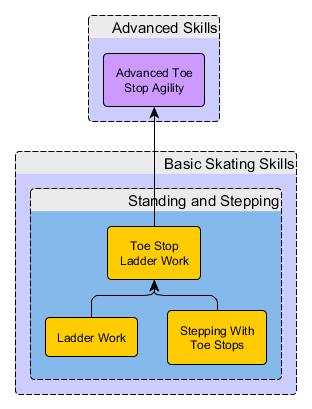 Advanced Skills
Advanced Toe
Stop Agility
Basic Skating Skills
Standing and Stepping
Toe Stop
Ladder Work
Ladder Work
Stepping With
Toe Stops